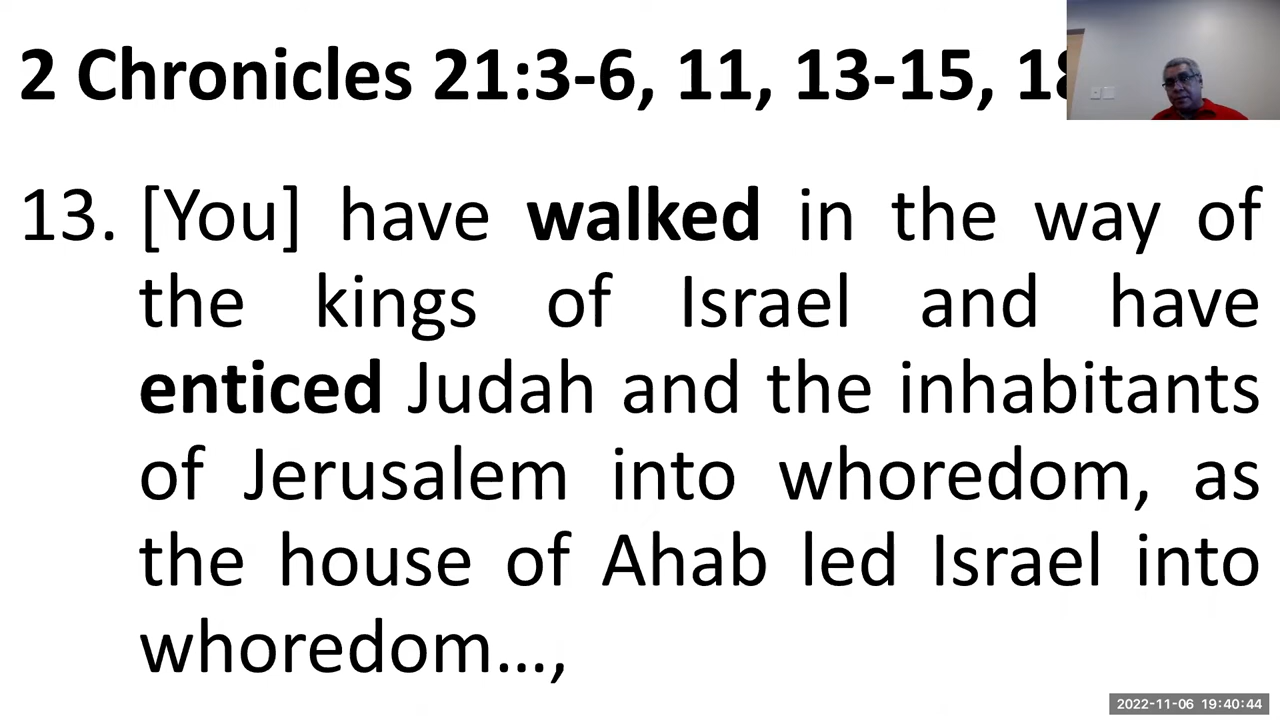 2 Chronicles 21:3-6, 11, 13-15,
13. [You] have walked in the way of
the kings of Israel and have
enticed Judah and the inhabitants
of Jerusalem into whoredom, as
the house of Ahab led Israel into
whoredom...,
2022-11-06 19:40:44